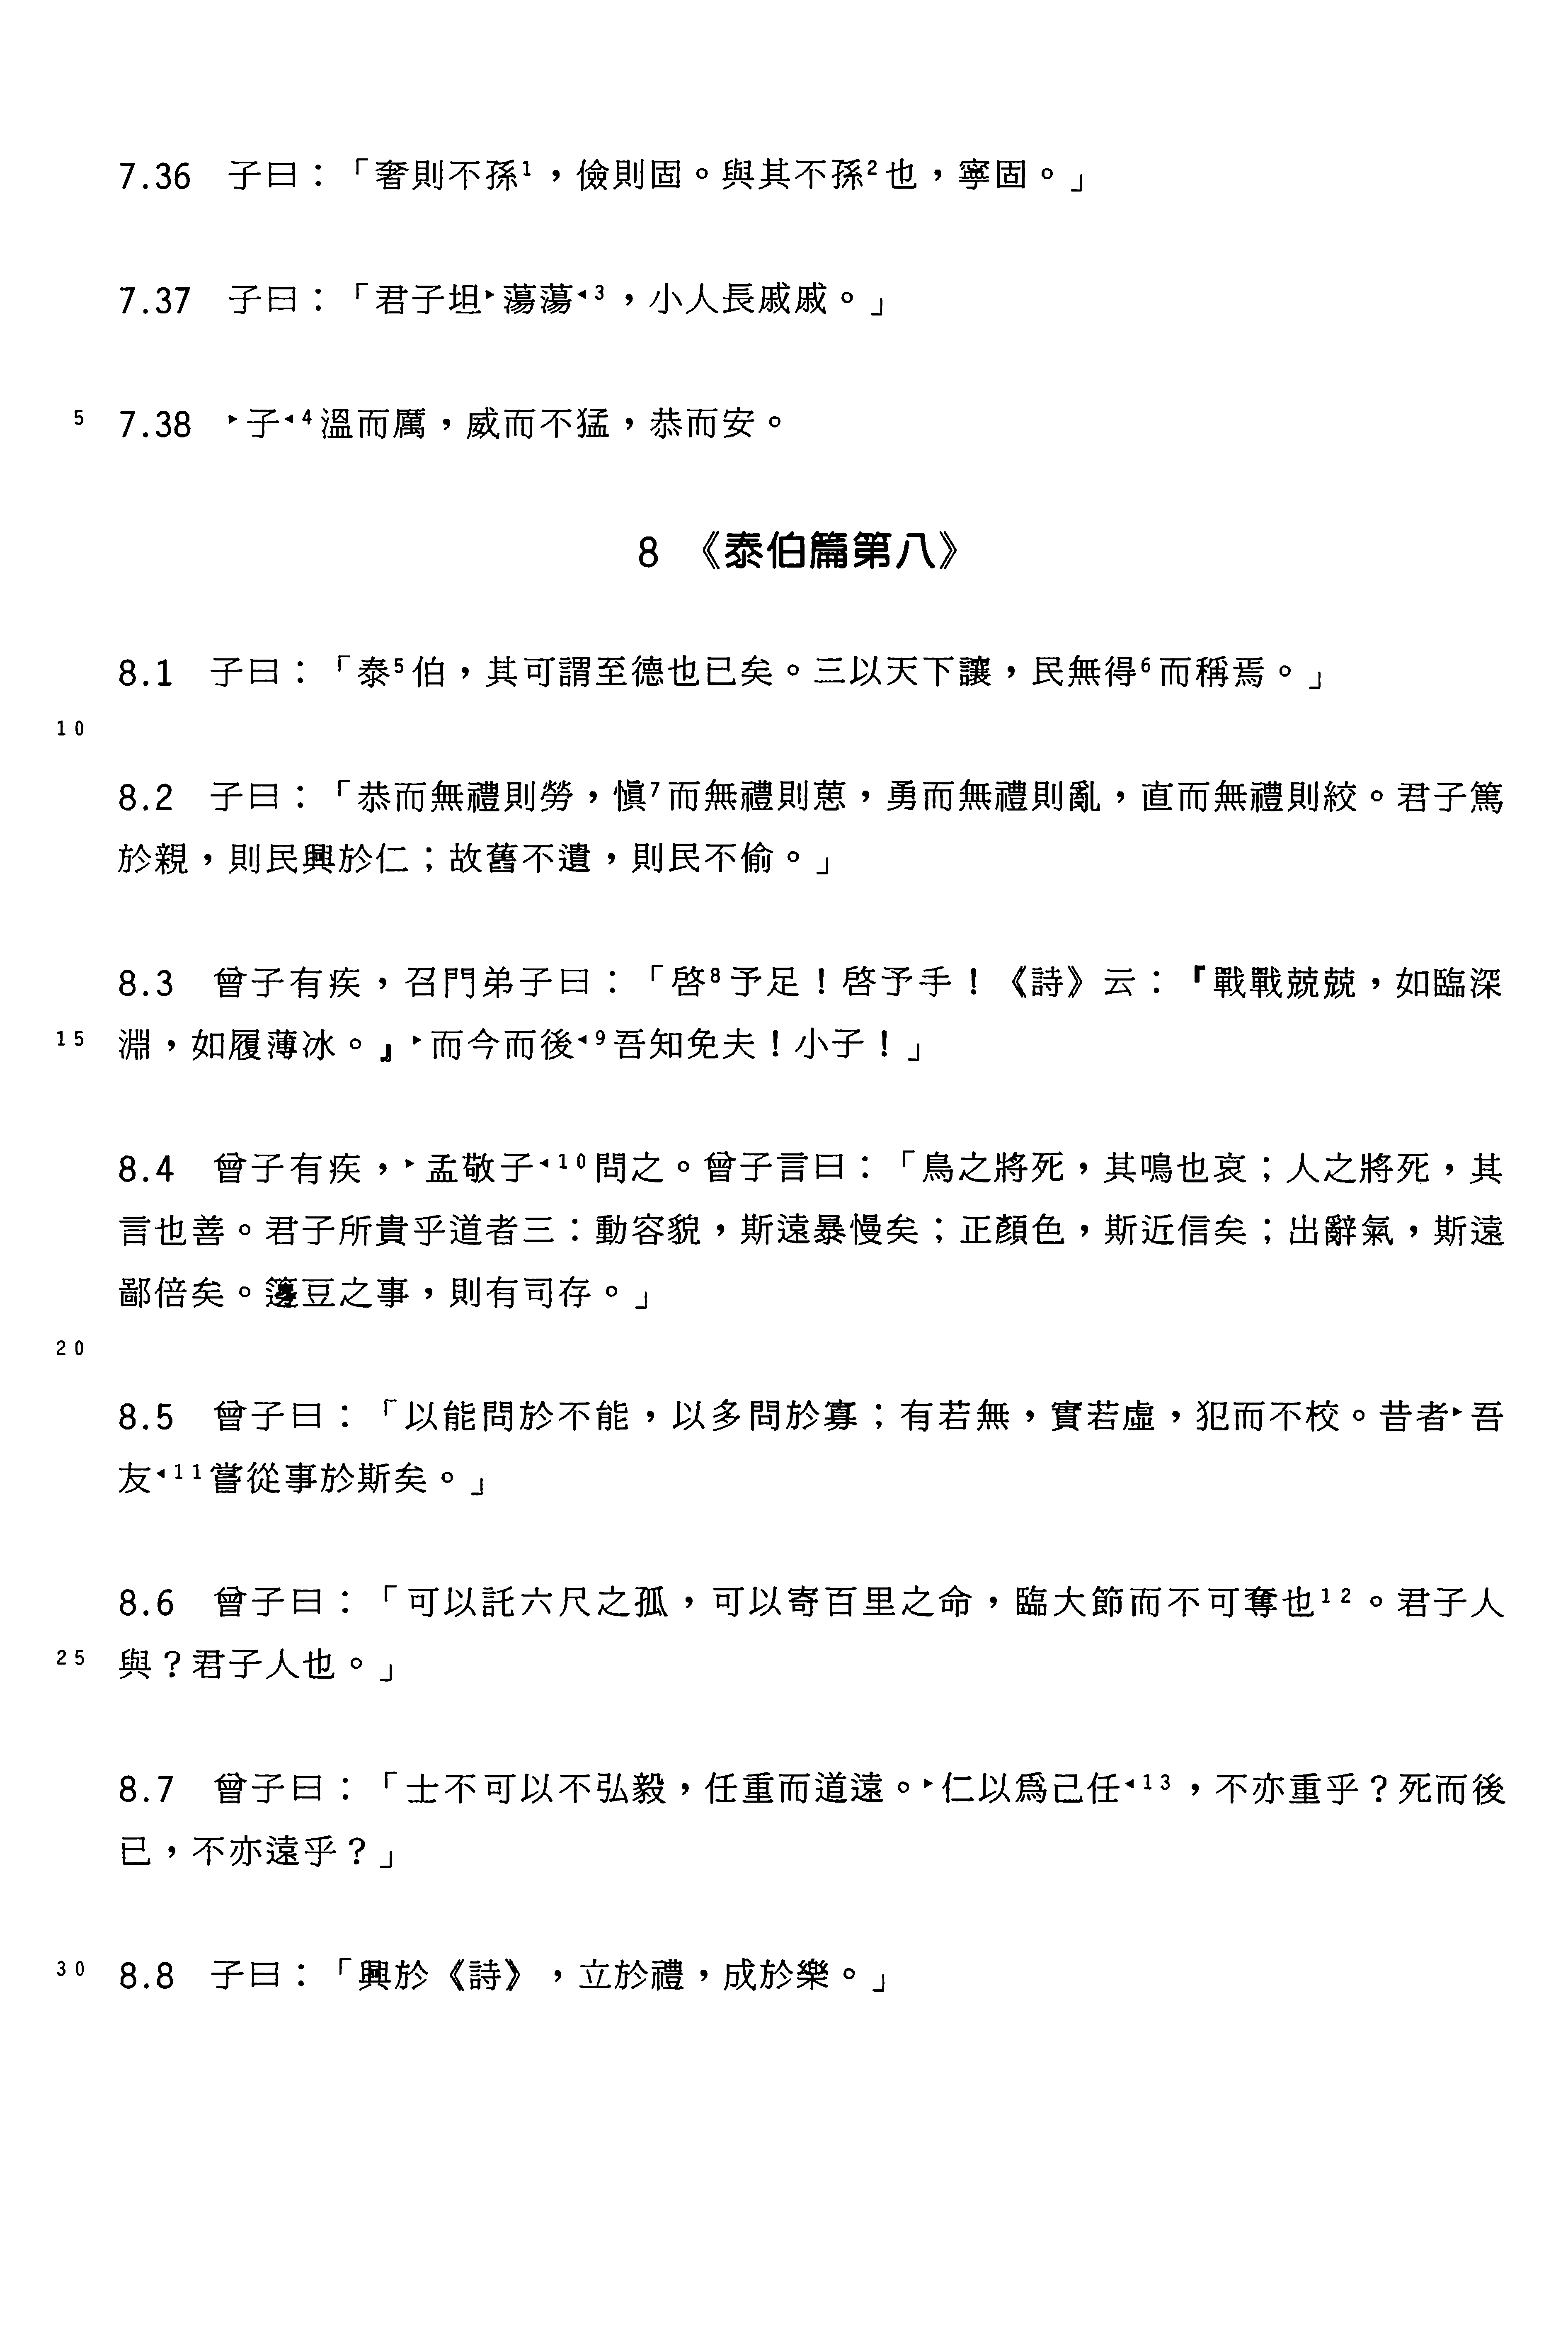 7.36 子曰：「奢則不孫1，儉則固。與其不孫2也，寧固。」
7.37 子曰：「君子坦▸蕩蕩◂3，小人長戚戚。」
5 7.38 ▸子◂4溫而厲，威而不猛，恭而安。
8 《泰伯篇第八》
8.1 子曰：「泰5伯，其可謂至德也已矣。三以天下讓，民無得6而稱焉。」
10
8.2 子曰：「恭而無禮則勞，愼7而無禮則葸，勇而無禮則亂，直而無禮則絞。君子篤
於親，則民興於仁；故舊不遺，則民不偷。」
8.3 曾子有疾，召門弟子曰：「啓8予足！啓予手！《詩》云：『戰戰兢兢，如臨深
15 淵，如履薄冰。』▸而今而後◂9吾知免夫！小子！」
8.4 曾子有疾，▸孟敬子◂10問之。曾子言曰：「鳥之將死，其鳴也哀；人之將死，其
言也善。君子所貴乎道者三：動容貌，斯遠暴慢矣；正顏色，斯近信矣；出辭氣，斯遠
鄙倍矣。籩豆之事，則有司存。」
20
8.5 曾子曰：「以能問於不能，以多問於寡；有若無，實若虛，犯而不校。昔者▸吾
友◂11嘗從事於斯矣。」
8.6 曾子曰：「可以託六尺之孤，可以寄百里之命，臨大節而不可奪也12。君子人
25 與？君子人也。」
8.7 曾子曰：「士不可以不弘毅，任重而道遠。▸仁以爲己任◂13，不亦重乎？死而後
已，不亦遠乎？」
30 8.8 子曰：「興於《詩》，立於禮，成於樂。」